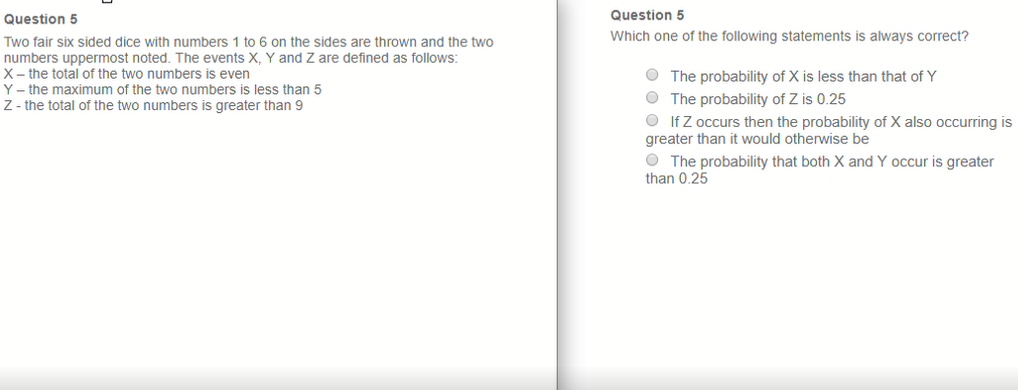 Question 5
Two fair six sided dice with numbers 1 to 6 on the sides are thrown and the two
numbers uppermost noted. The events X, Y and Z are defined as follows:
X – the total of the two numbers is even
Y – the maximum of the two numbers is less than 5
Z - the total of the two numbers is greater than 9
Question 5
Which one of the following statements is always correct?
The probability of X is less than that of Y
The probability of Z is 0.25
If Z occurs then the probability of X also occurring is
greater than it would otherwise be
The probability that both X and Y occur is greater
than 0.25